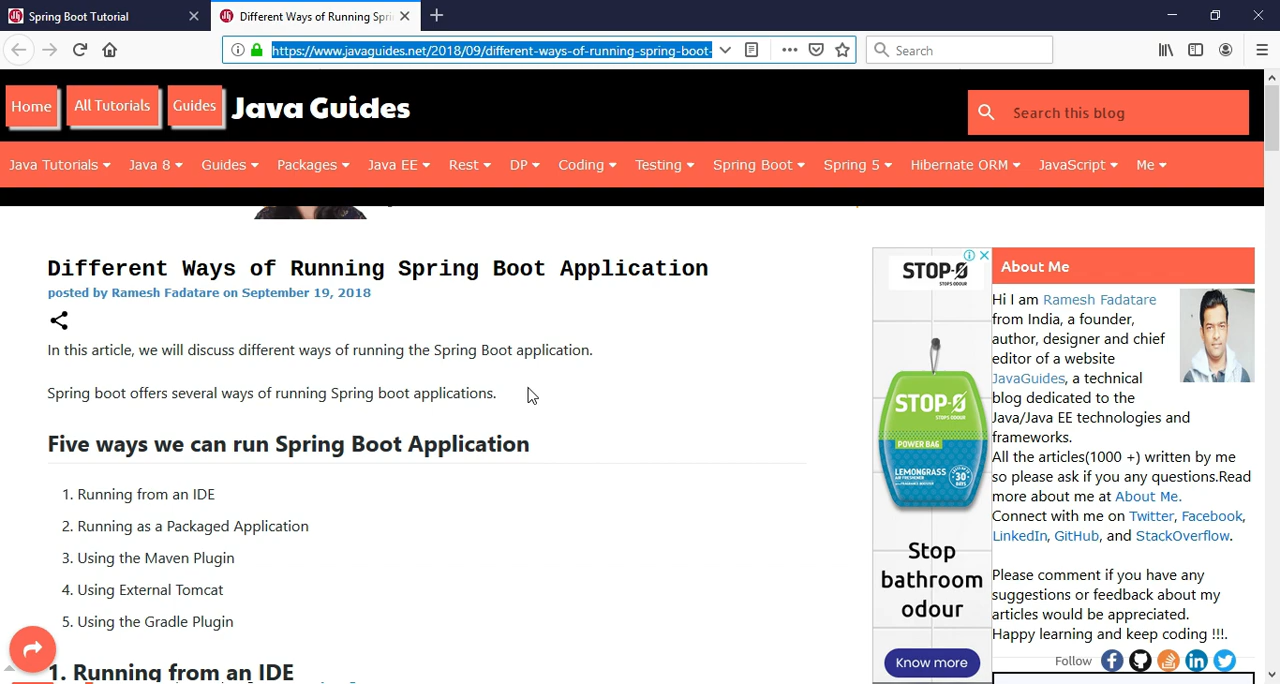 Spring Boot Tutorial
Different Ways of Running Spri
https://www.javaguides.net/2018/09/different-ways-of-running-spring-boot-
Search
Home
All Tutorials
Guides
Java Guides
Search this blog
Java Tutorials
Java 8
Guides
Packages
Java EE
Rest
DP
Coding
Testing
Spring Boot
Spring 5
Hibernate ORM
JavaScript
Me
Different Ways of Running Spring Boot Application
posted by Ramesh Fadatare on September 19, 2018
In this article, we will discuss different ways of running the Spring Boot application.
Spring boot offers several ways of running Spring boot applications.
Five ways we can run Spring Boot Application
1. Running from an IDE
2. Running as a Packaged Application
3. Using the Maven Plugin
4. Using External Tomcat
5. Using the Gradle Plugin
1. Running from an IDE
STOP-O
STOPS ODOUR
STOP-O
POWER BAG
LEMONGRASS
30
DAYS
Stop
bathroom
odour
Know more
About Me
Hi I am Ramesh Fadatare
from India, a founder,
author, designer and chief
editor of a website
JavaGuides, a technical
blog dedicated to the
Java/Java EE technologies and
frameworks.
All the articles(1000 +) written by me
so please ask if you any questions.Read
more about me at About Me.
Connect with me on Twitter, Facebook,
LinkedIn, GitHub, and StackOverflow.
Please comment if you have any
suggestions or feedback about my
articles would be appreciated.
Happy learning and keep coding !!!.
Follow